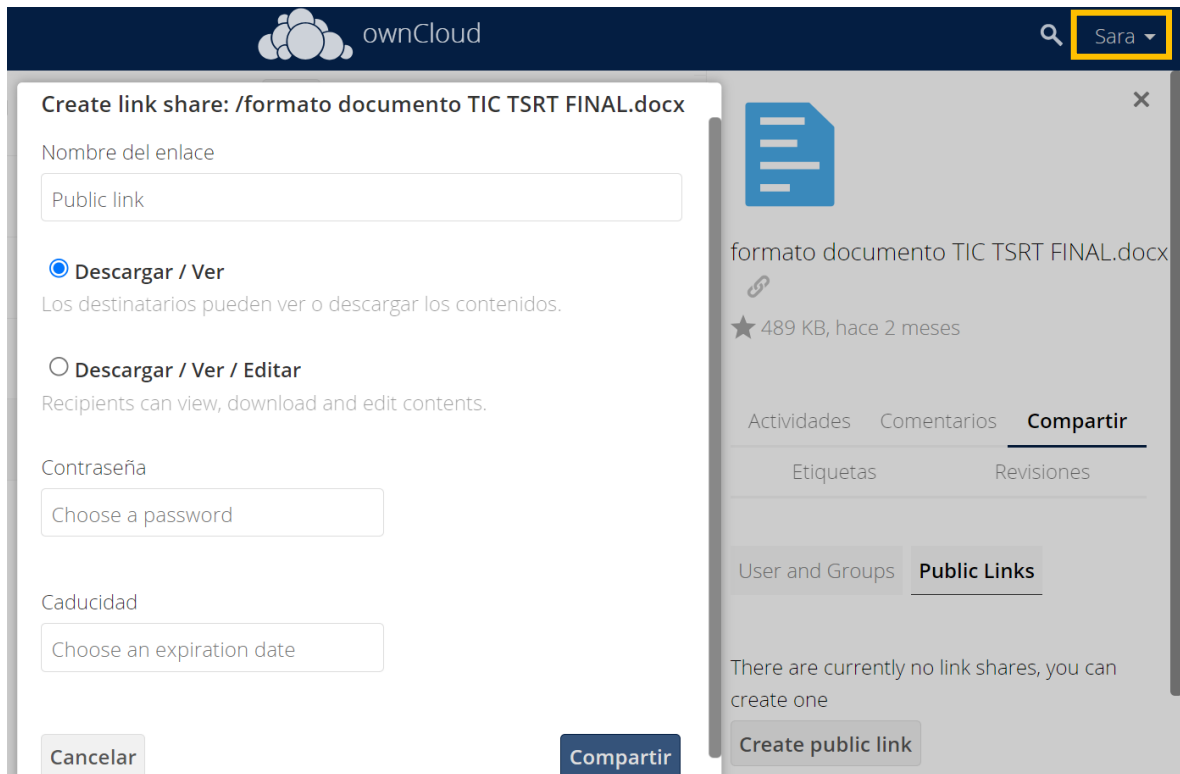 ownCloud
Sara
Create link share: /formato documento TIC TSRT FINAL.docx
Nombre del enlace
Public link
Descargar / Ver
Los destinatarios pueden ver o descargar los contenidos.
Descargar / Ver / Editar
Recipients can view, download and edit contents.
Contraseña
Choose a password
Caducidad
Choose an expiration date
Cancelar
Compartir
formato documento TIC TSRT FINAL.docx
489 KB, hace 2 meses
Actividades Comentarios Compartir
Etiquetas Revisiones
User and Groups Public Links
There are currently no link shares, you can
create one
Create public link